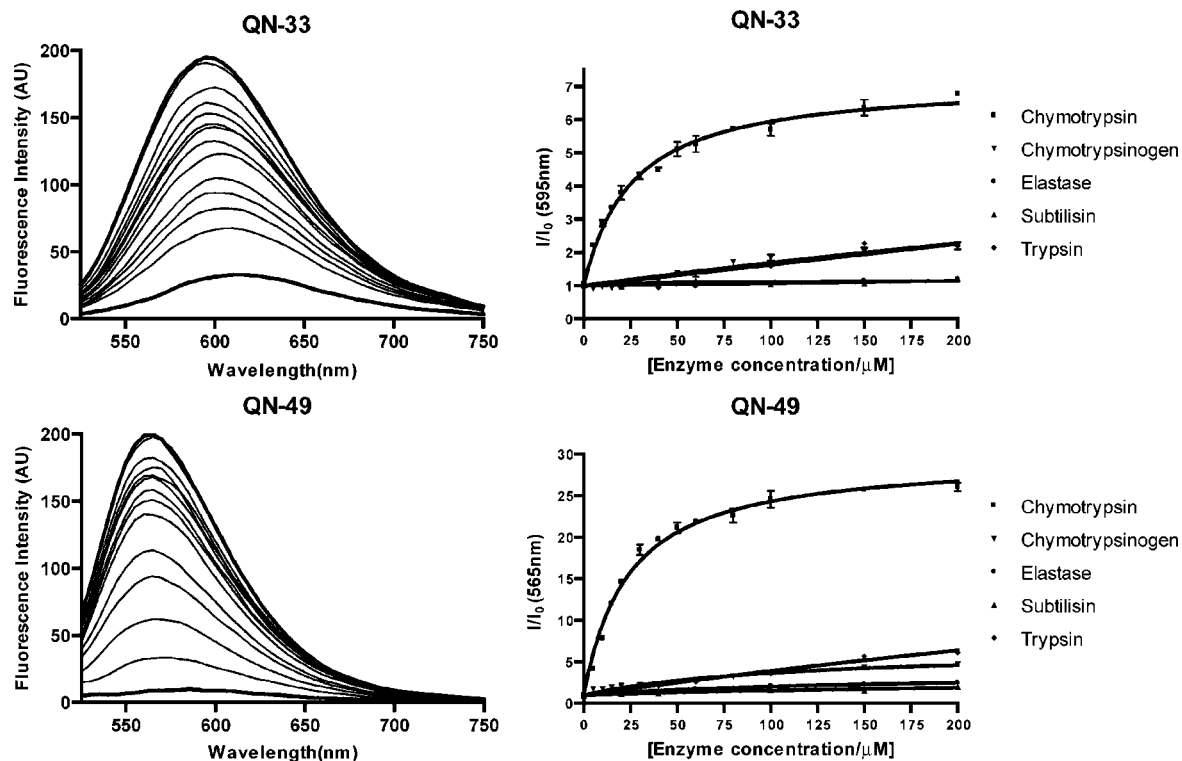 QN-33
Fluorescence Intensity (AU)
200
150
100
50
0
550 600 650 700 750
Wavelength(nm)
QN-33
I/I0 (595nm)
7
6
5
4
3
2
1
0
0 25 50 75 100 125 150 175 200
[Enzyme concentration/μM]
Chymotrypsin
Chymotrypsinogen
Elastase
Subtilisin
Trypsin
QN-49
Fluorescence Intensity (AU)
200
150
100
50
0
550 600 650 700 750
Wavelength(nm)
QN-49
I/I0 (565nm)
30
25
20
15
10
5
0
0 25 50 75 100 125 150 175 200
[Enzyme concentration/μM]
Chymotrypsin
Chymotrypsinogen
Elastase
Subtilisin
Trypsin